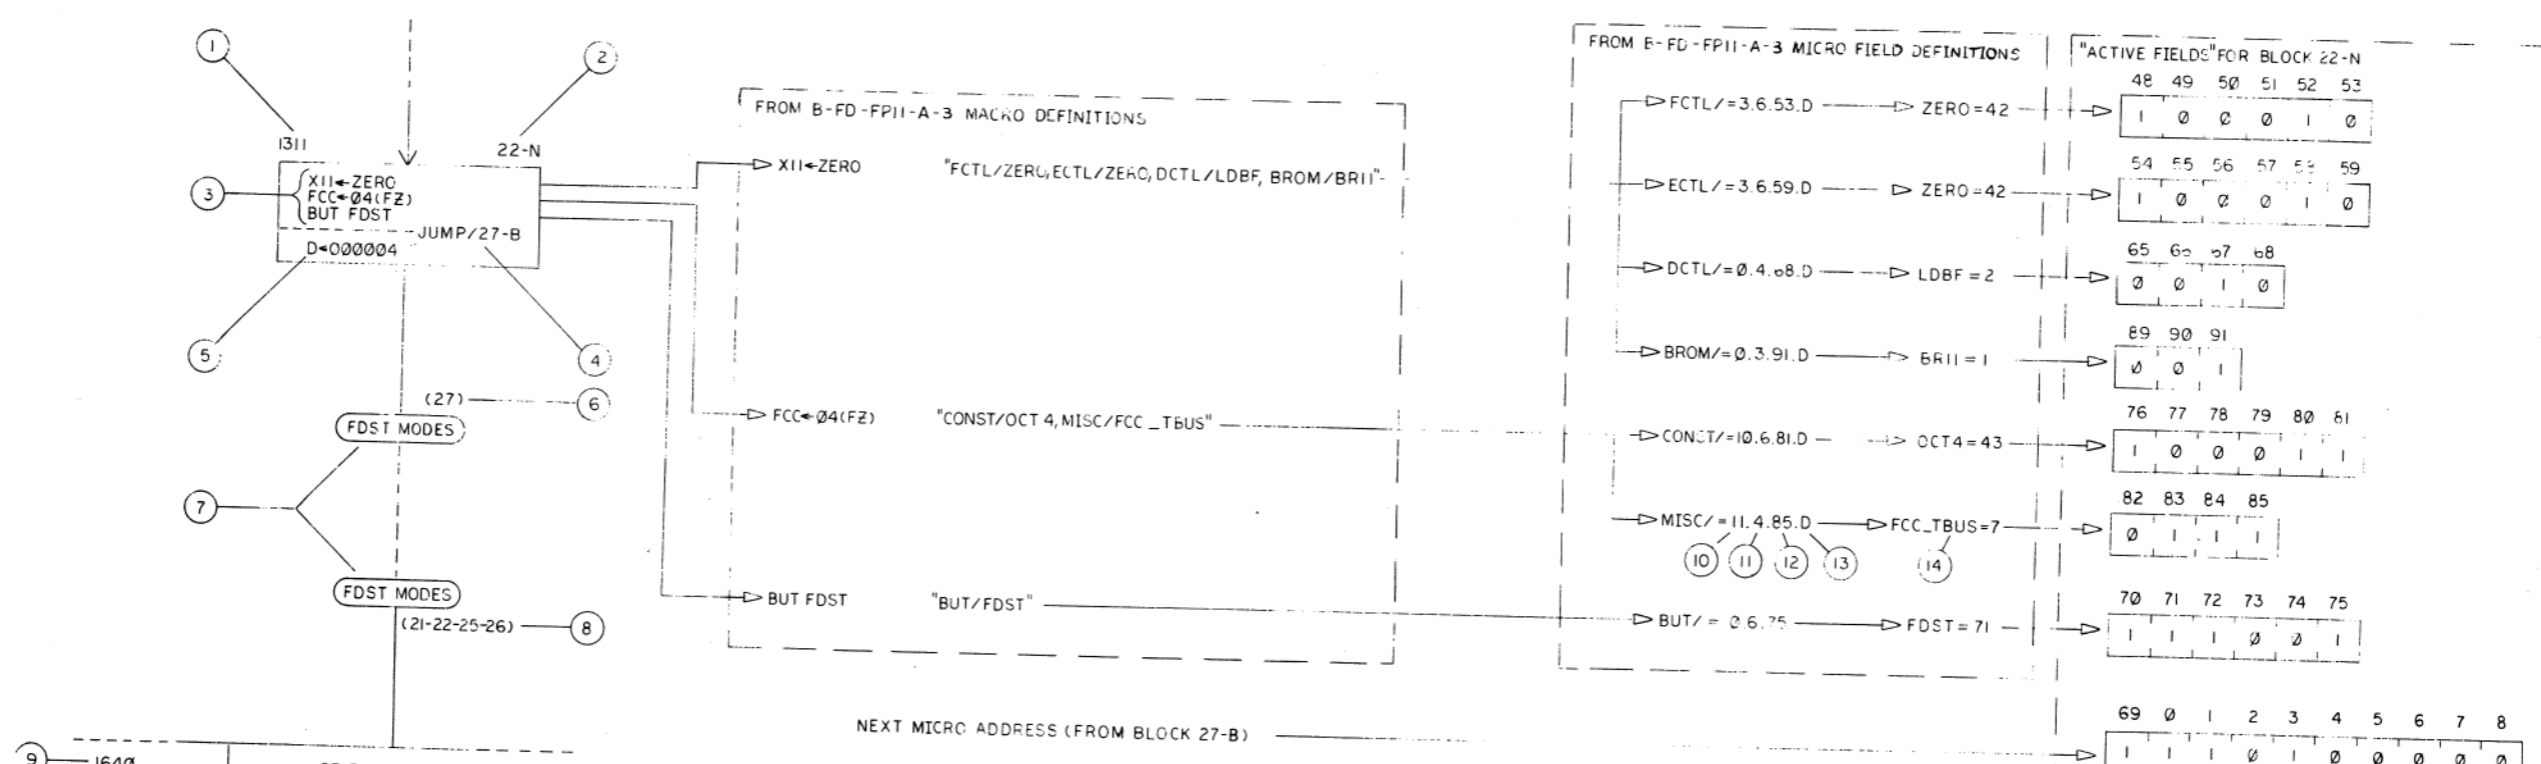 1
2
1311
22-N
3
X11←ZERO
FCC←Ø4(FZ)
BUT FDST
JUMP/27-B
D←000004
5
4
(27)
6
FDST MODES
7
FDST MODES
(21-22-25-26)
8
9
164Ø
FROM B-FD-FP11-A-3 MACRO DEFINITIONS
X11←ZERO "FCTL/ZERO,ECTL/ZERO,DCTL/LDBF, BROM/BR11"
FCC←Ø4(FZ) "CONST/OCT 4,MISC/FCC_TBUS"
BUT FDST "BUT/FDST"
NEXT MICRO ADDRESS (FROM BLOCK 27-B)
FROM B-FD-FP11-A-3 MICRO FIELD DEFINITIONS
FCTL/=3.6.53.D ZERO=42
ECTL/=3.6.59.D ZERO=42
DCTL/=Ø.4.68.D LDBF=2
BROM/=Ø.3.91.D BR11=1
CONST/=10.6.81.D OCT4=43
MISC/=11.4.85.D FCC_TBUS=7
10 11 12 13 14
BUT/= Ø.6.75 FDST=71
"ACTIVE FIELDS" FOR BLOCK 22-N
48 49 5Ø 51 52 53
1 Ø Ø Ø 1 Ø
54 55 56 57 58 59
1 Ø Ø Ø 1 Ø
65 66 67 68
Ø Ø 1 Ø
89 90 91
Ø Ø 1
76 77 78 79 8Ø 81
1 Ø Ø Ø 1 1
82 83 84 85
Ø 1 1 1
70 71 72 73 74 75
1 1 1 Ø Ø 1
69 Ø 1 2 3 4 5 6 7 8
1 1 1 Ø 1 Ø Ø Ø Ø Ø